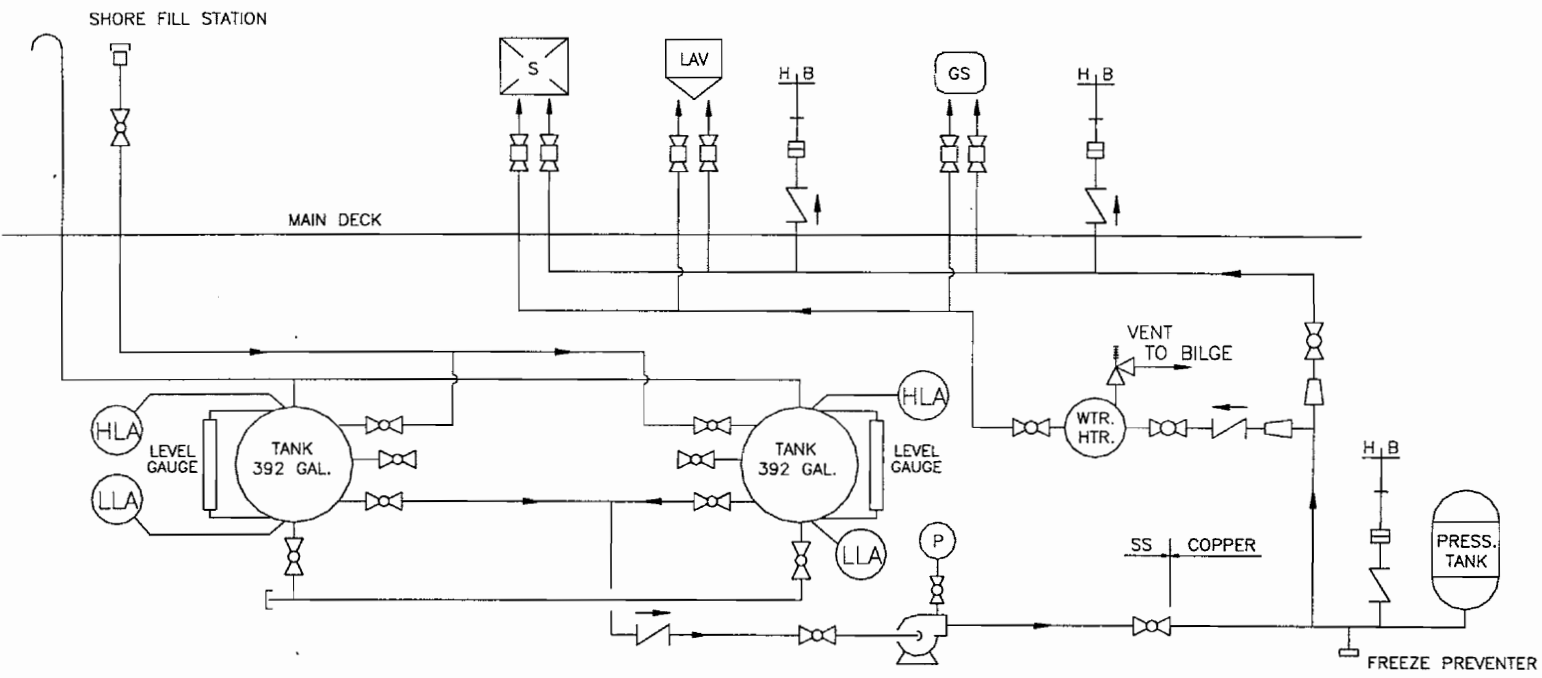 SHORE FILL STATION
S
LAV
H B
GS
H B
MAIN DECK
VENT
TO BILGE
HLA
HLA
LEVEL
GAUGE
TANK
392 GAL.
TANK
392 GAL.
LEVEL
GAUGE
WTR.
HTR.
H B
LLA
LLA
P
SS
COPPER
PRESS.
TANK
FREEZE PREVENTER